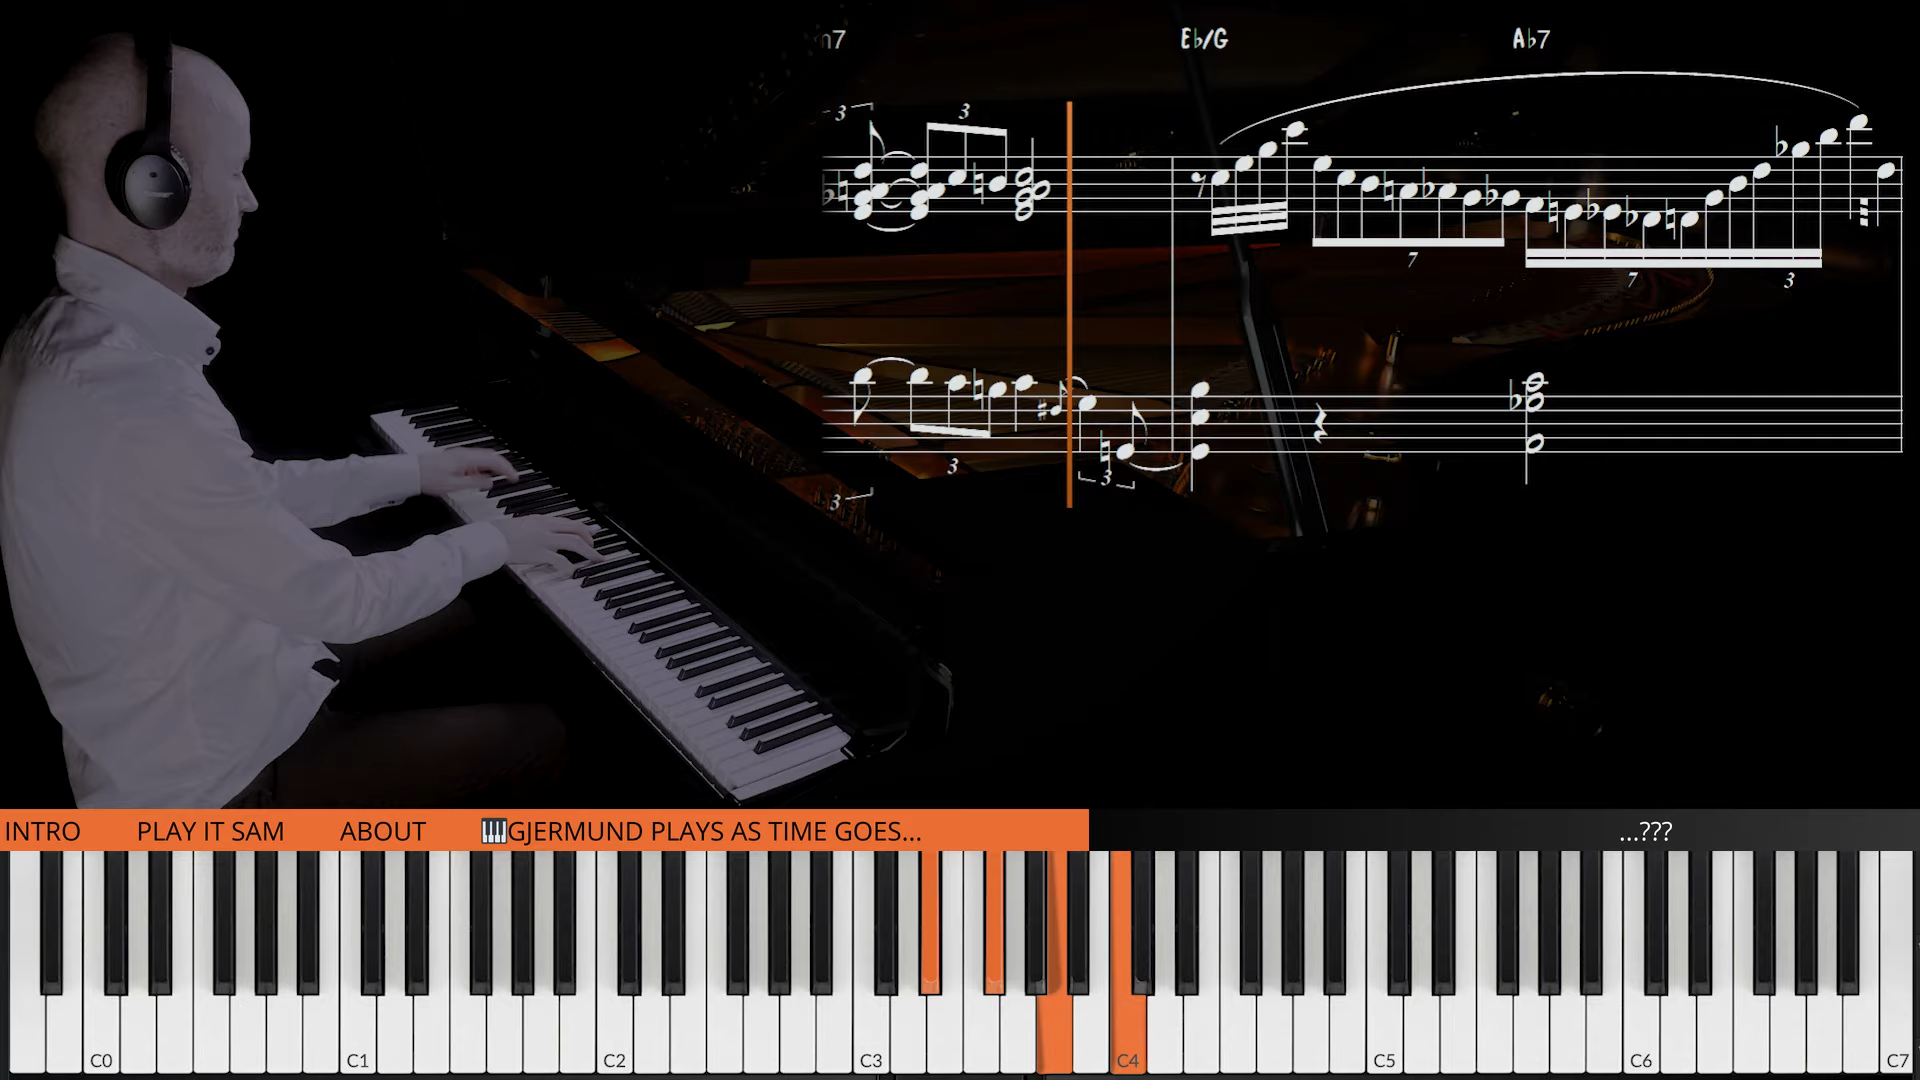 m7 E♭/G A♭7
3 3
7 7 3
3 3 3
INTRO PLAY IT SAM ABOUT 🎹GJERMUND PLAYS AS TIME GOES... ...???
C0 C1 C2 C3 C4 C5 C6 C7